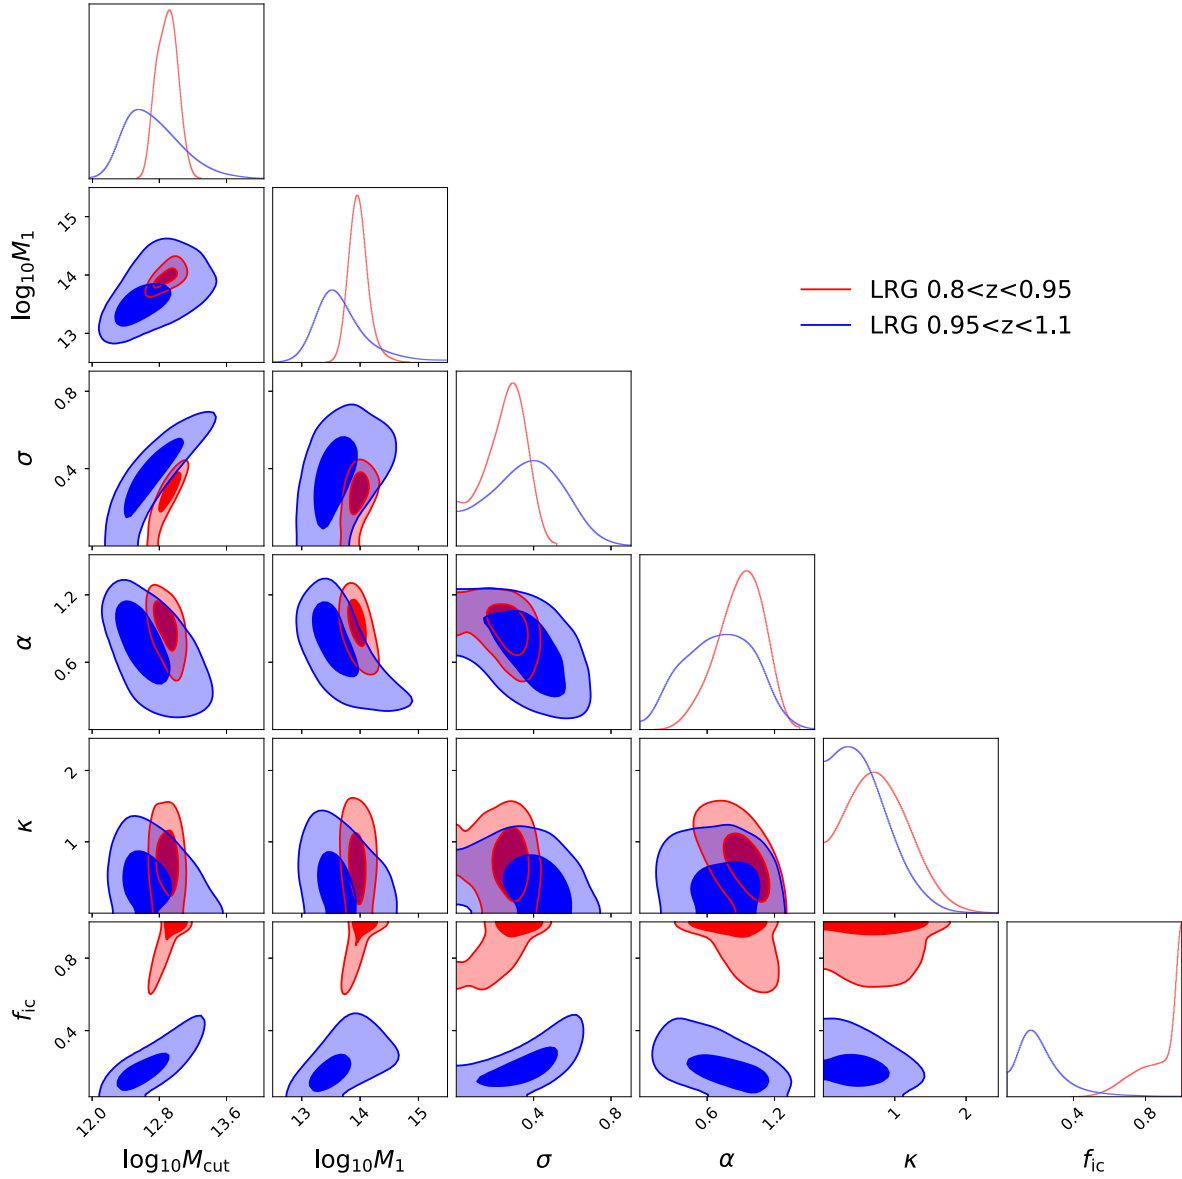 log₁₀M₁
15
14
13
LRG 0.8<z<0.95
LRG 0.95<z<1.1
σ
0.8
0.4
α
1.2
0.6
κ
2
1
f_ic
0.8
0.4
12.0 12.8 13.6 13 14 15 0.4 0.8 0.6 1.2 1 2 0.4 0.8
log₁₀M_cut log₁₀M₁ σ α κ f_ic